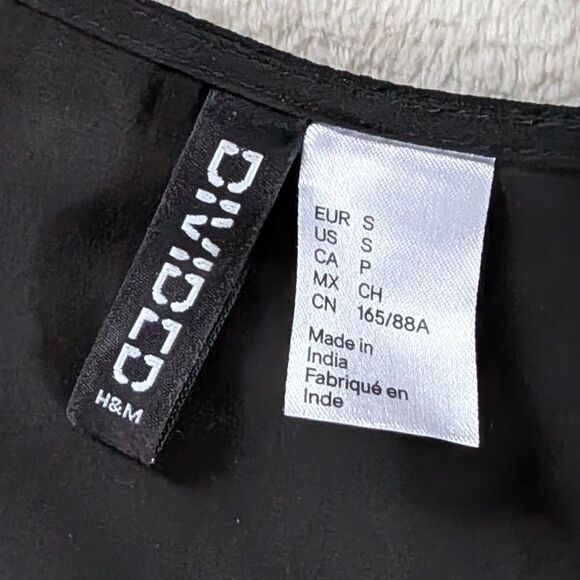 DIVIDED
H&M
EUR S
US S
CA P
MX CH
CN 165/88A
Made in
India
Fabriqué en
Inde